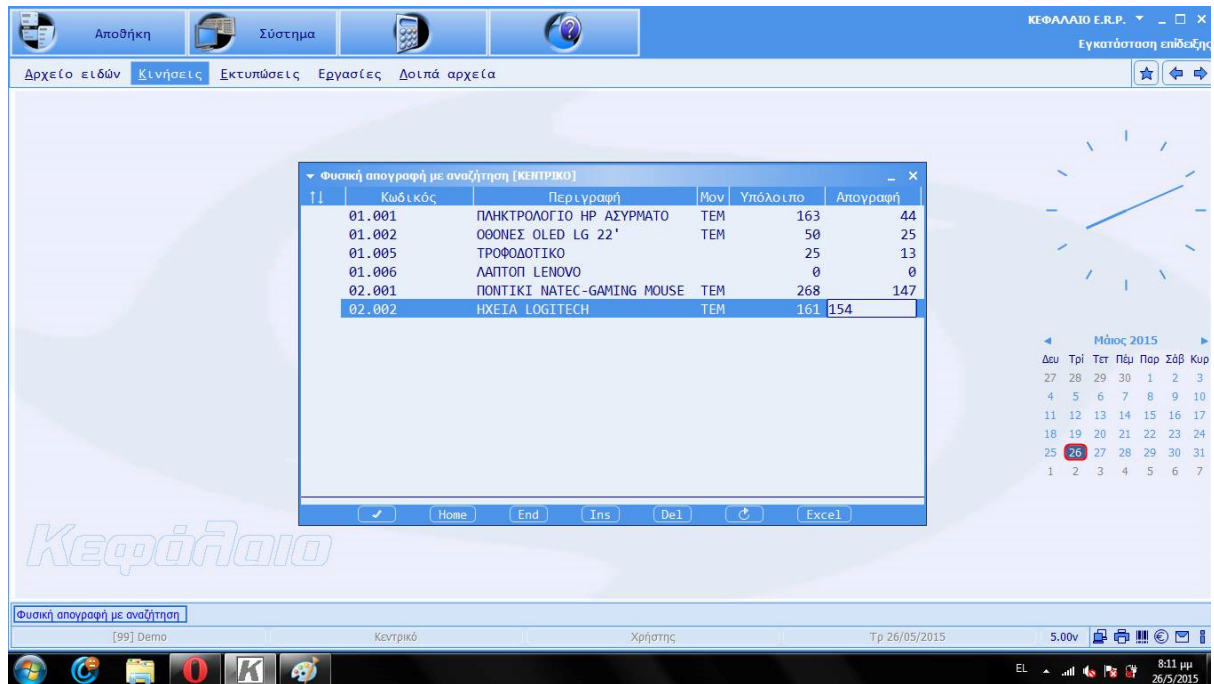 ΚΕΦΑΛΑΙΟ E.R.P.
Αποθήκη Σύστημα
Εγκατάσταση επίδειξης
Αρχείο ειδών Κινήσεις Εκτυπώσεις Εργασίες Λοιπά αρχεία
Φυσική απογραφή με αναζήτηση [ΚΕΝΤΡΙΚΟ]
Κωδικός Περιγραφή Μον Υπόλοιπο Απογραφή
01.001 ΠΛΗΚΤΡΟΛΟΓΙΟ HP ΑΣΥΡΜΑΤΟ ΤΕΜ 163 44
01.002 ΟΘΟΝΕΣ OLED LG 22' ΤΕΜ 50 25
01.005 ΤΡΟΦΟΔΟΤΙΚΟ 25 13
01.006 ΛΑΠΤΟΠ LENOVO 0 0
02.001 ΠΟΝΤΙΚΙ NATEC-GAMING MOUSE ΤΕΜ 268 147
02.002 ΗΧΕΙΑ LOGITECH ΤΕΜ 161 154
Home End Ins Del Excel
Μάιος 2015
Δευ Τρί Τετ Πέμ Παρ Σάβ Κυρ
27 28 29 30 1 2 3
4 5 6 7 8 9 10
11 12 13 14 15 16 17
18 19 20 21 22 23 24
25 26 27 28 29 30 31
1 2 3 4 5 6 7
Κεφάλαιο
Φυσική απογραφή με αναζήτηση
[99] Demo Κεντρικό Χρήστης Τρ 26/05/2015 5.00v
EL 8:11 μμ
26/5/2015